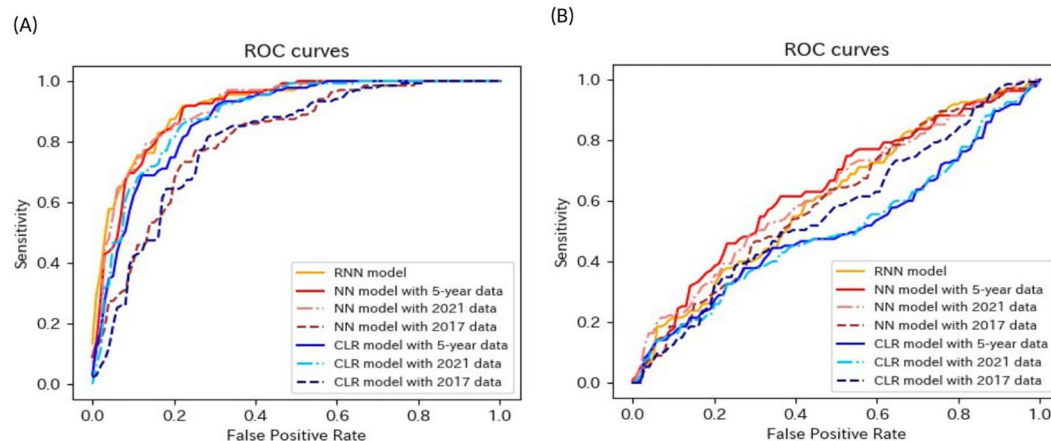 (A)
ROC curves
1.0
0.8
0.6
0.4
0.2
0.0
Sensitivity
RNN model
NN model with 5-year data
NN model with 2021 data
NN model with 2017 data
CLR model with 5-year data
CLR model with 2021 data
CLR model with 2017 data
0.0 0.2 0.4 0.6 0.8 1.0
False Positive Rate
(B)
ROC curves
1.0
0.8
0.6
0.4
0.2
0.0
Sensitivity
RNN model
NN model with 5-year data
NN model with 2021 data
NN model with 2017 data
CLR model with 5-year data
CLR model with 2021 data
CLR model with 2017 data
0.0 0.2 0.4 0.6 0.8 1.0
False Positive Rate